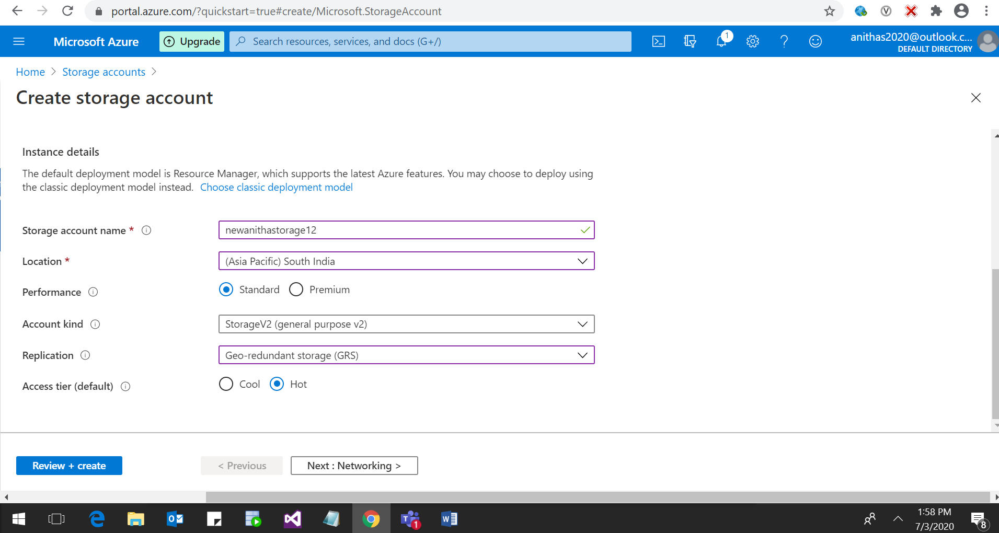 portal.azure.com/?quickstart=true#create/Microsoft.StorageAccount
Microsoft Azure
Upgrade
Search resources, services, and docs (G+/)
1
anithas2020@outlook.c...
DEFAULT DIRECTORY
Home > Storage accounts >
Create storage account
Instance details
The default deployment model is Resource Manager, which supports the latest Azure features. You may choose to deploy using
the classic deployment model instead. Choose classic deployment model
Storage account name *
newanithastorage12
Location *
(Asia Pacific) South India
Performance
Standard Premium
Account kind
StorageV2 (general purpose v2)
Replication
Geo-redundant storage (GRS)
Access tier (default)
Cool Hot
Review + create
< Previous
Next : Networking >
1:58 PM
7/3/2020
1
8